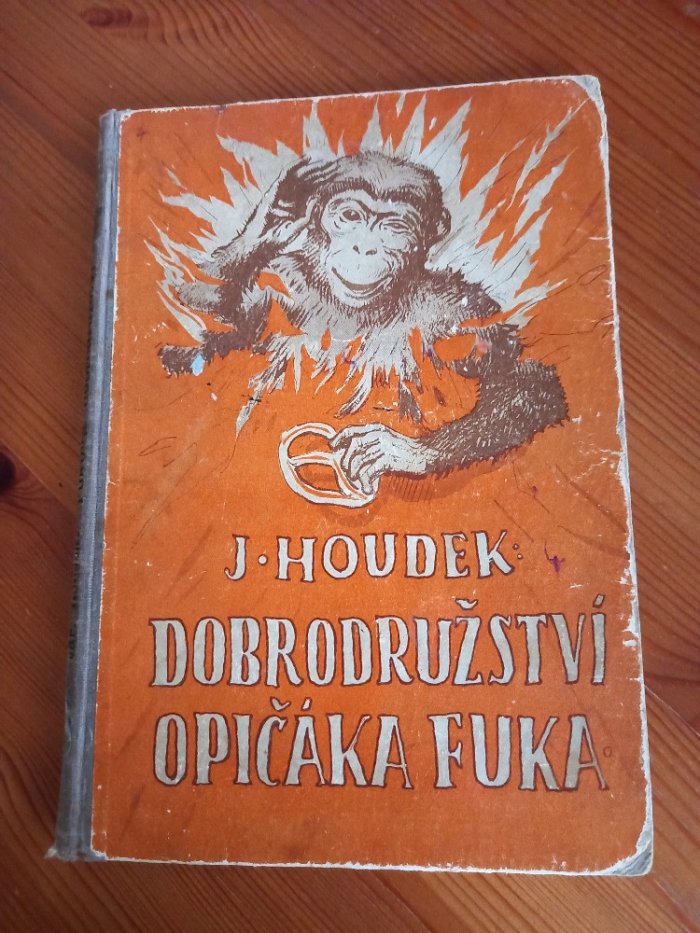 J. HOUDEK:
DOBRODRUŽSTVÍ
OPIČÁKA FUKA